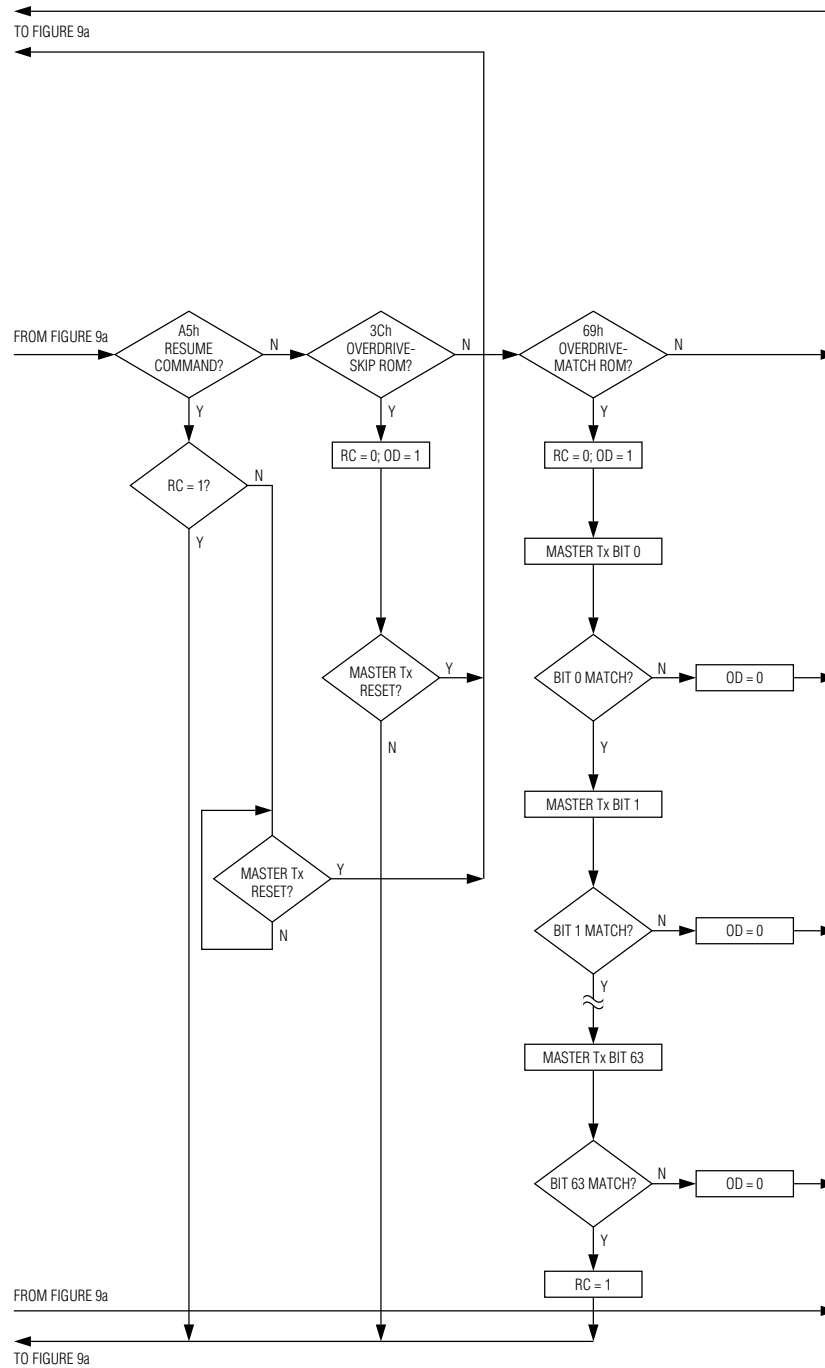 TO FIGURE 9a
FROM FIGURE 9a
A5h
RESUME
COMMAND?
N
3Ch
OVERDRIVE-
SKIP ROM?
N
69h
OVERDRIVE-
MATCH ROM?
N
Y
Y
Y
RC = 1?
N
Y
RC = 0; OD = 1
RC = 0; OD = 1
MASTER Tx BIT 0
MASTER Tx
RESET?
Y
N
BIT 0 MATCH?
N
OD = 0
Y
MASTER Tx BIT 1
MASTER Tx
RESET?
Y
N
BIT 1 MATCH?
N
OD = 0
Y
MASTER Tx BIT 63
BIT 63 MATCH?
N
OD = 0
Y
RC = 1
FROM FIGURE 9a
TO FIGURE 9a